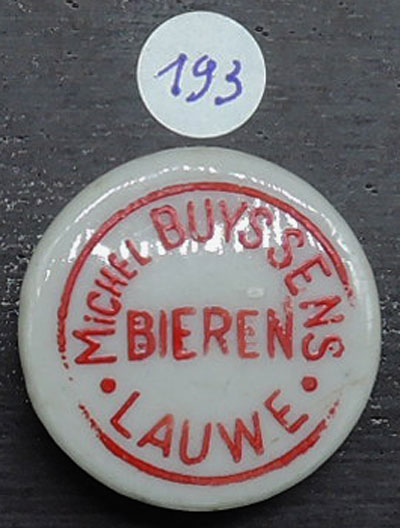 193
MiCHEL BUYSSENS
BIEREN
• LAUWE •